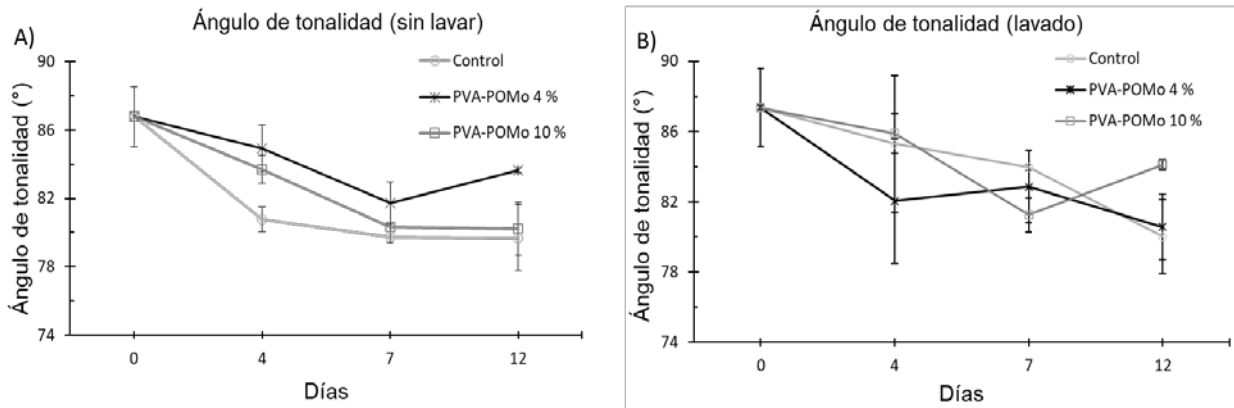 A)
Ángulo de tonalidad (sin lavar)
Ángulo de tonalidad (°)
90
86
82
78
74
Control
PVA-POMo 4 %
PVA-POMo 10 %
0 4 7 12
Días
B)
Ángulo de tonalidad (lavado)
Ángulo de tonalidad (°)
90
86
82
78
74
Control
PVA-POMo 4 %
PVA-POMo 10 %
0 4 7 12
Días